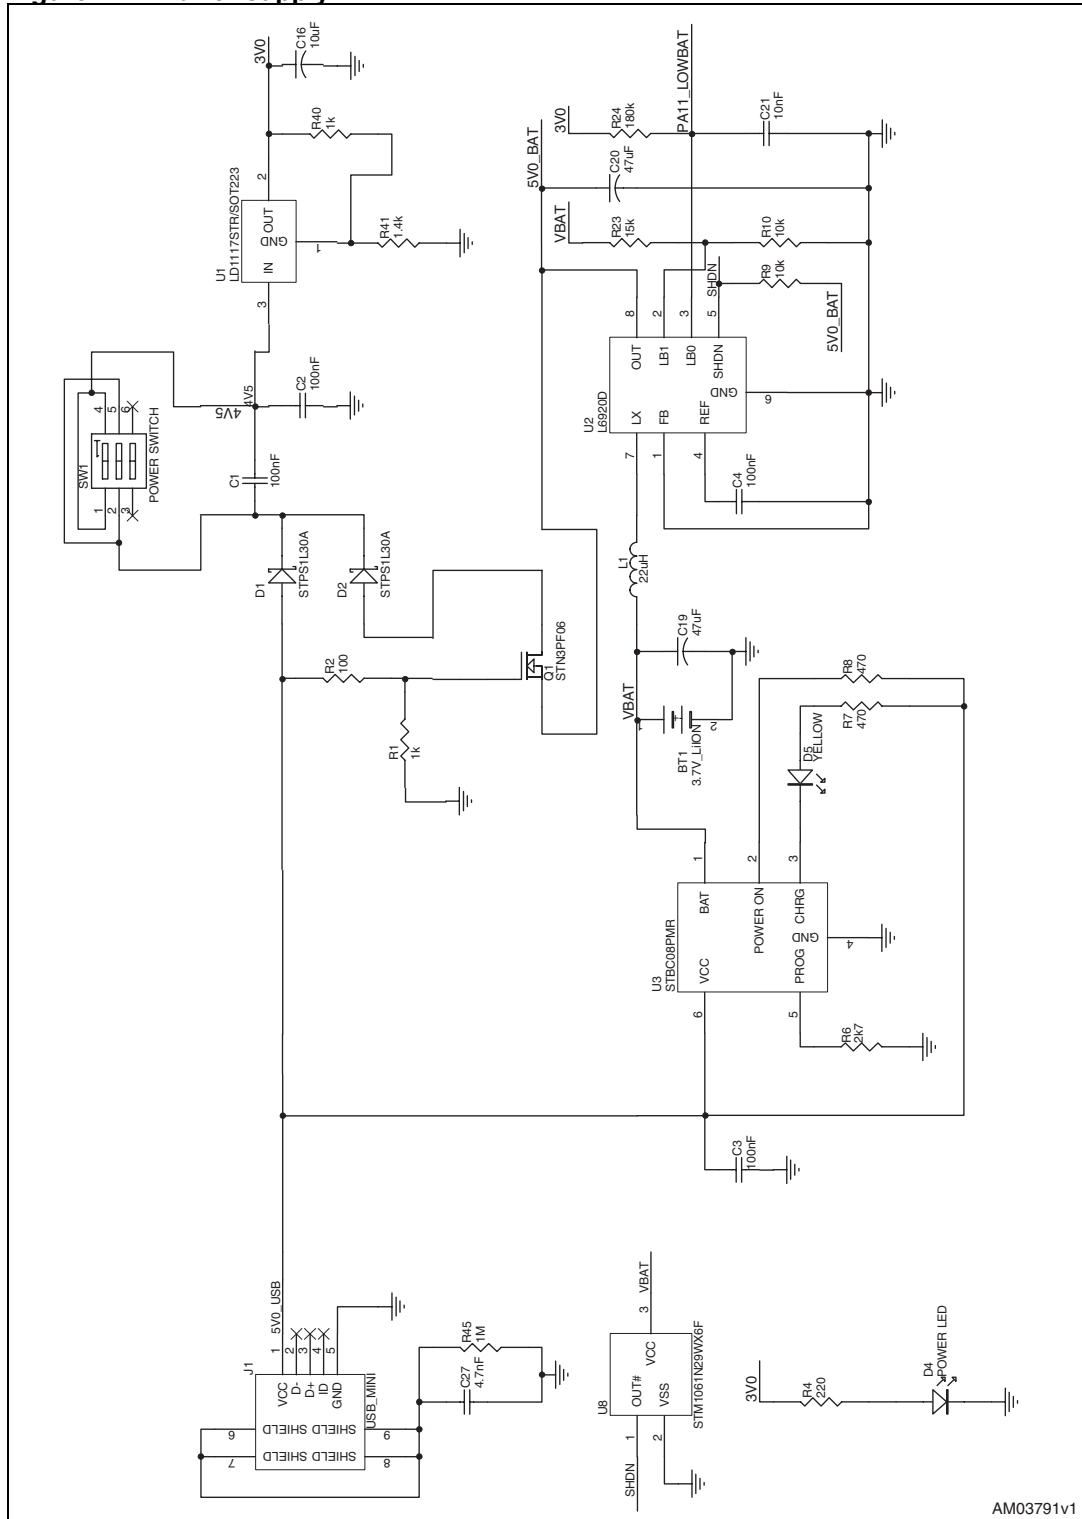 3V0
C16
10uF
R40
1k
2
OUT
GND
IN
1
3
U1
LD1117STR/SOT223
R41
1.4k
4V5
4V5
C2
100nF
C1
100nF
SW1
POWER SWITCH
1
2
3
4
5
6
D1
STPS1L30A
D2
STPS1L30A
R2
100
R1
1k
Q1
STN3PF06
5V0_BAT
3V0
R24
180k
PA11_LOWBAT
C21
10nF
C20
47uF
VBAT
R23
15k
R10
10k
SHDN
R9
10k
5V0_BAT
8
2
3
5
OUT
LB1
LB0
SHDN
GND
6
LX
FB
REF
U2
L6920D
7
1
4
C4
100nF
L1
22uH
C19
47uF
VBAT
1
2
BT1
3.7V_LiION
R8
470
R7
470
D5
YELLOW
1
2
3
BAT
POWER ON
CHRG
GND
4
VCC
PROG
U3
STBC08PMR
6
5
R6
2k7
C3
100nF
5V0_USB
1
2
3
4
5
J1
VCC
D-
D+
ID
GND
USB_MINI
SHIELD
SHIELD
SHIELD
SHIELD
6
7
8
9
R45
1M
C27
4.7nF
VBAT
3
VCC
OUT#
VSS
U8
STM1061N29WX6F
1
2
SHDN
3V0
R4
220
D4
POWER LED
AM03791v1